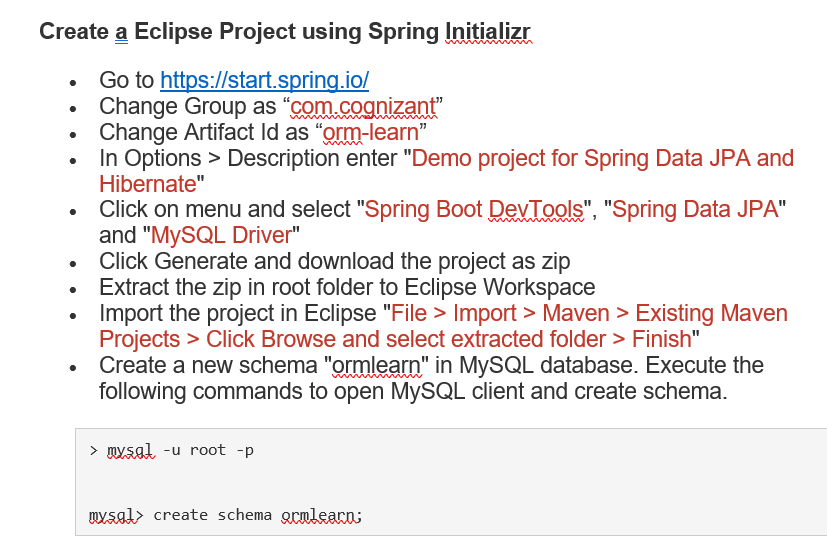 Create a Eclipse Project using Spring Initializr
• Go to https://start.spring.io/
• Change Group as “com.cognizant”
• Change Artifact Id as “orm-learn”
• In Options > Description enter "Demo project for Spring Data JPA and
Hibernate"
• Click on menu and select "Spring Boot DevTools", "Spring Data JPA"
and "MySQL Driver"
• Click Generate and download the project as zip
• Extract the zip in root folder to Eclipse Workspace
• Import the project in Eclipse "File > Import > Maven > Existing Maven
Projects > Click Browse and select extracted folder > Finish"
• Create a new schema "ormlearn" in MySQL database. Execute the
following commands to open MySQL client and create schema.
> mysql -u root -p
mysql> create schema ormlearn;